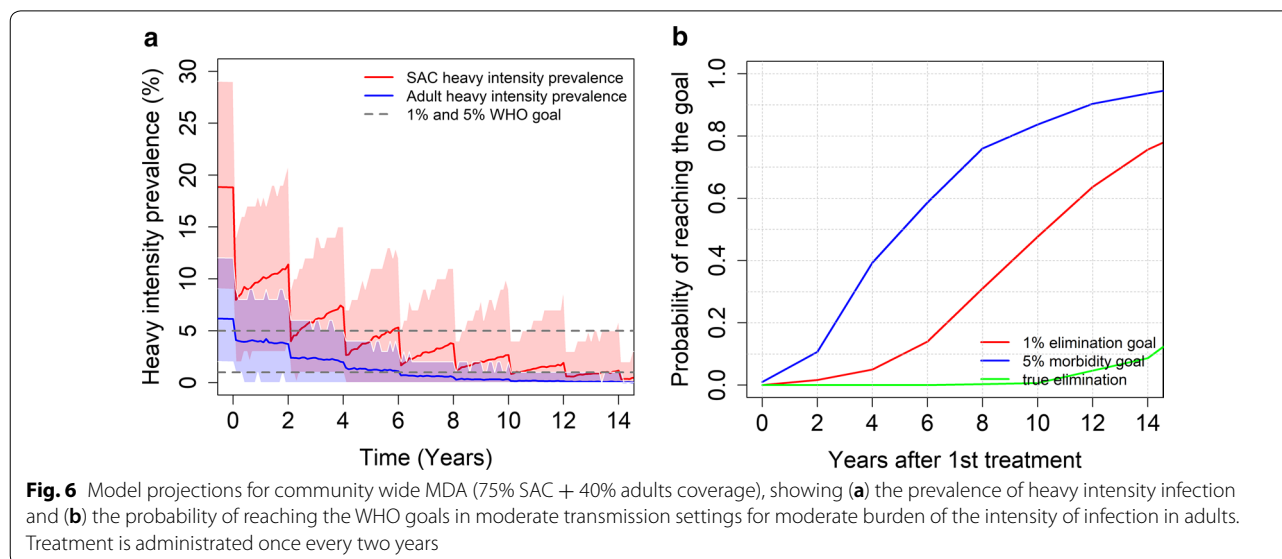 a
Heavy intensity prevalence (%)
30
25
20
15
10
5
0
SAC heavy intensity prevalence
Adult heavy intensity prevalence
1% and 5% WHO goal
0 2 4 6 8 10 12 14
Time (Years)
b
Probability of reaching the goal
1.0
0.8
0.6
0.4
0.2
0.0
1% elimination goal
5% morbidity goal
true elimination
0 2 4 6 8 10 12 14
Years after 1st treatment
Fig. 6 Model projections for community wide MDA (75% SAC + 40% adults coverage), showing (a) the prevalence of heavy intensity infection
and (b) the probability of reaching the WHO goals in moderate transmission settings for moderate burden of the intensity of infection in adults.
Treatment is administrated once every two years